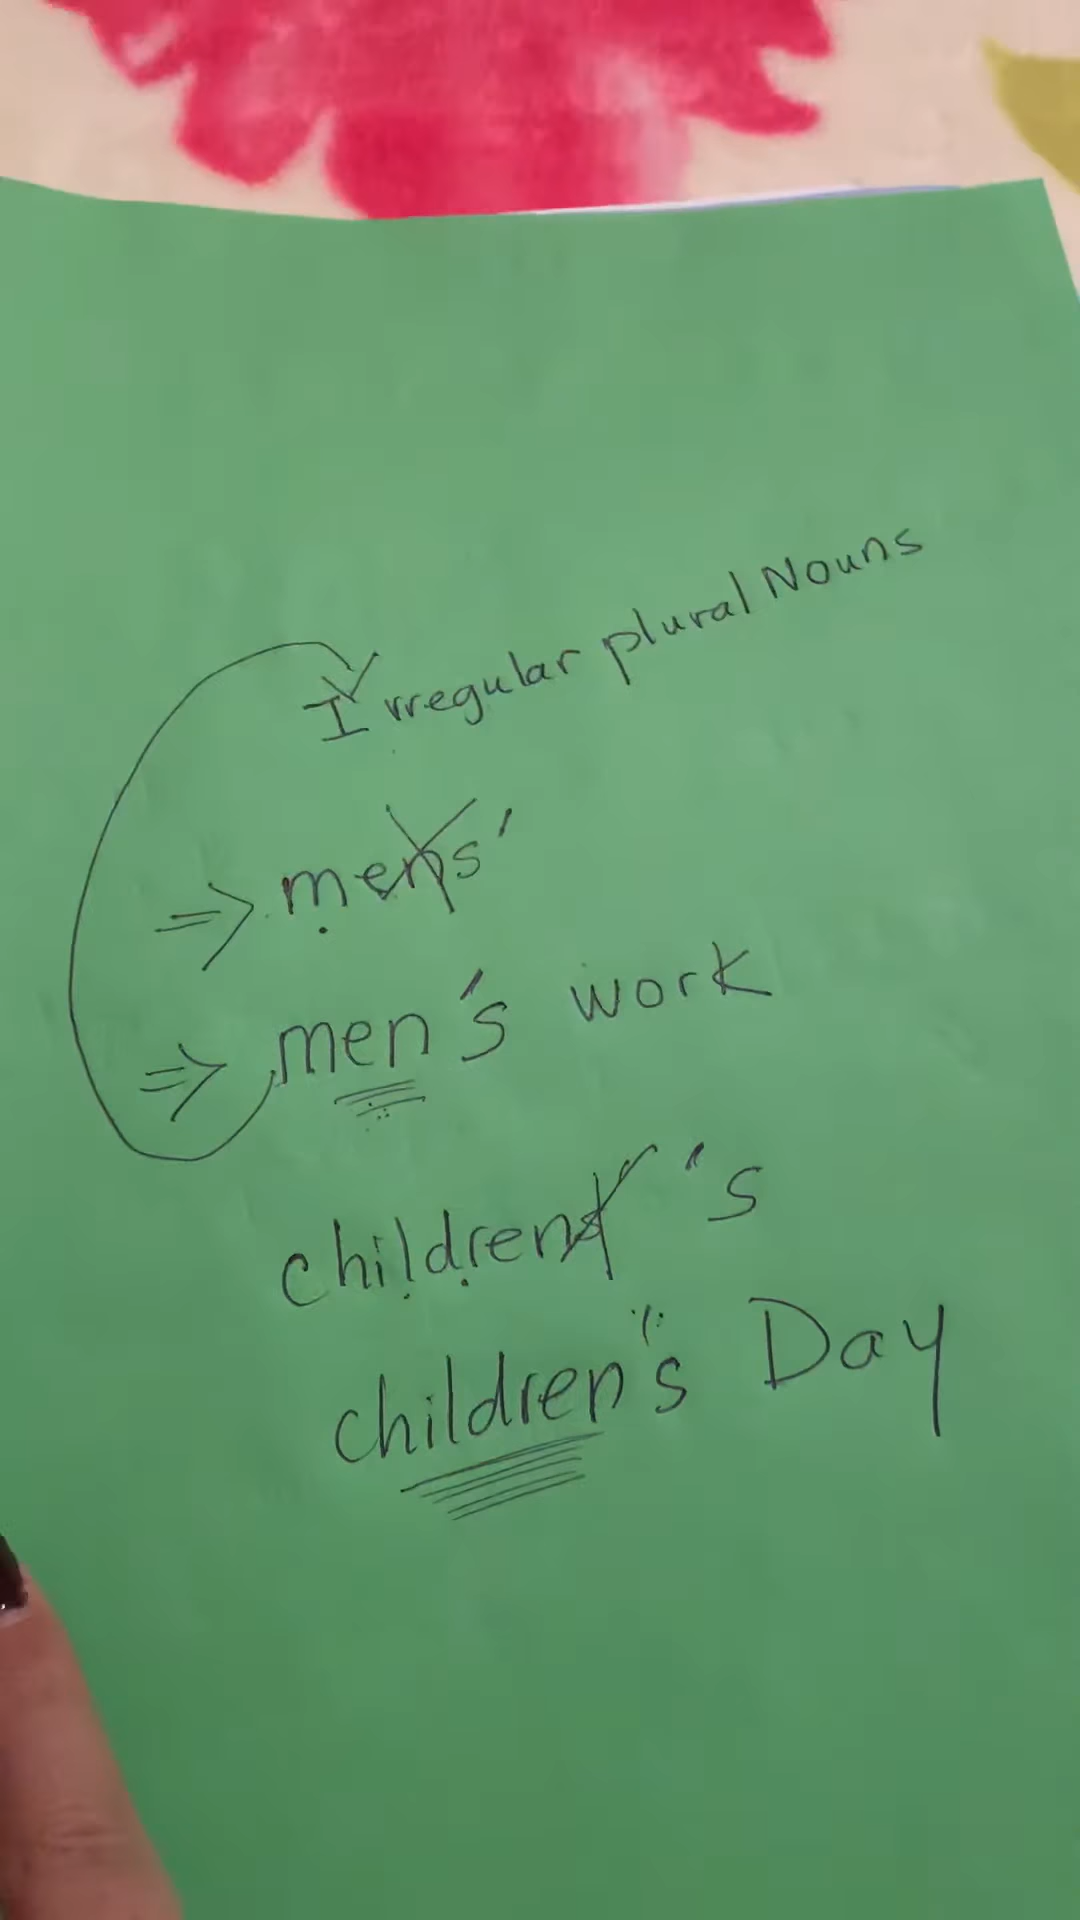 Irregular plural Nouns
=> mens'
=> men's work
children 's
children's Day